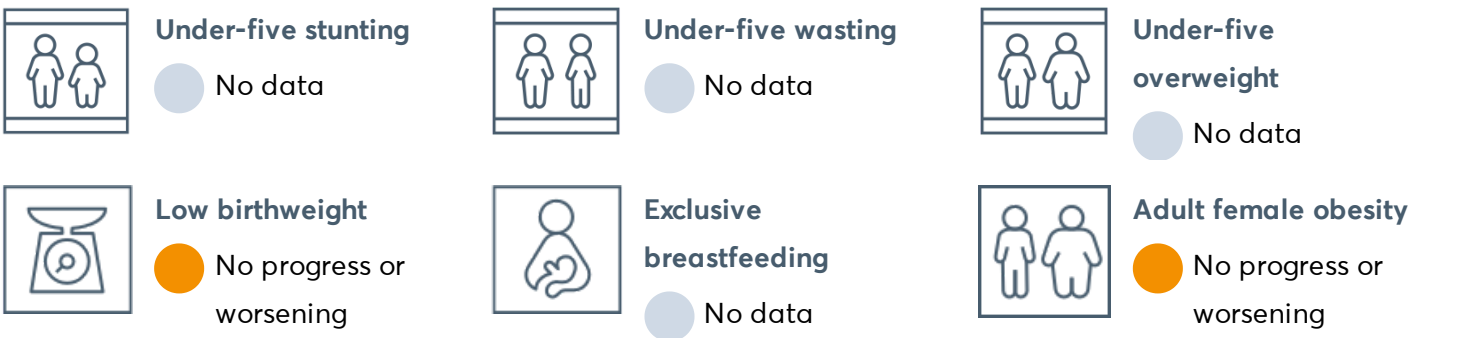 Under-five stunting
No data
Under-five wasting
No data
Under-five
overweight
No data
Low birthweight
No progress or
worsening
Exclusive
breastfeeding
No data
Adult female obesity
No progress or
worsening